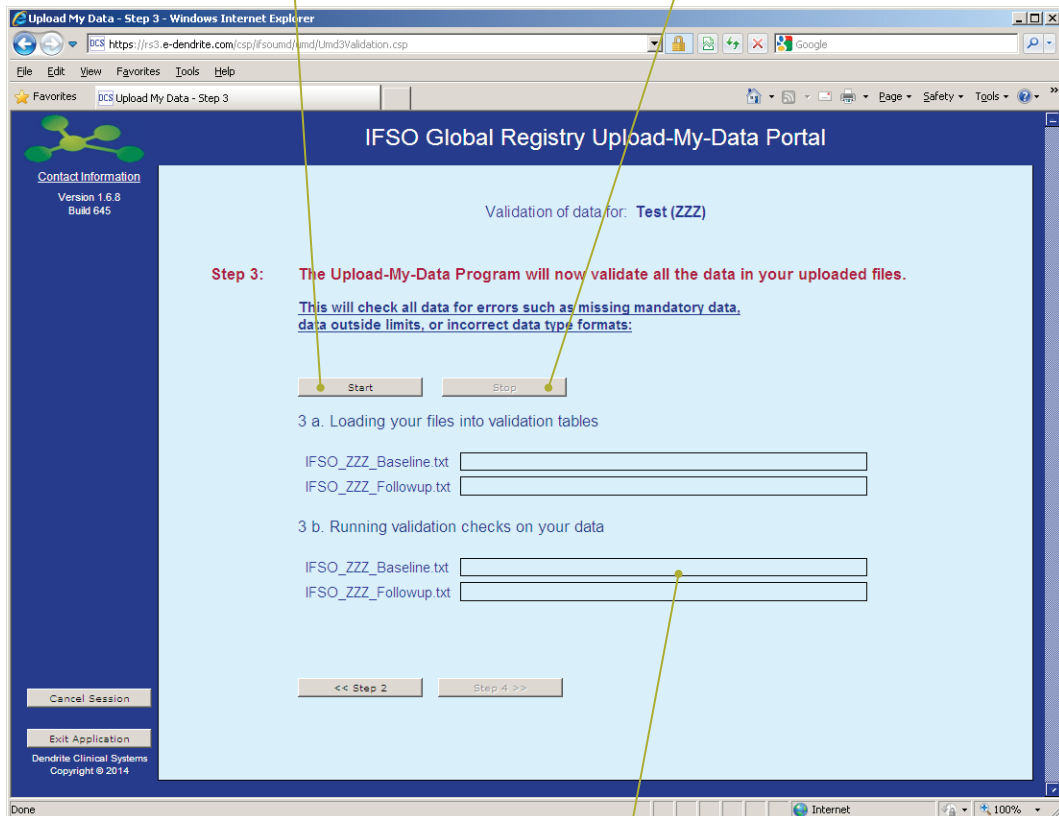 Upload My Data - Step 3 - Windows Internet Explorer
DCS https://rs3.e-dendrite.com/csp/ifsoumd/umd/Umd3Validation.csp
Google
File Edit View Favorites Tools Help
Favorites DCS Upload My Data - Step 3 Page Safety Tools »
IFSO Global Registry Upload-My-Data Portal
Contact Information
Version 1.6.8
Build 645
Validation of data for: Test (ZZZ)
Step 3: The Upload-My-Data Program will now validate all the data in your uploaded files.
This will check all data for errors such as missing mandatory data,
data outside limits, or incorrect data type formats:
Start Stop
3 a. Loading your files into validation tables
IFSO_ZZZ_Baseline.txt
IFSO_ZZZ_Followup.txt
3 b. Running validation checks on your data
IFSO_ZZZ_Baseline.txt
IFSO_ZZZ_Followup.txt
<< Step 2 Step 4 >>
Cancel Session
Exit Application
Dendrite Clinical Systems
Copyright © 2014
Done Internet 100%